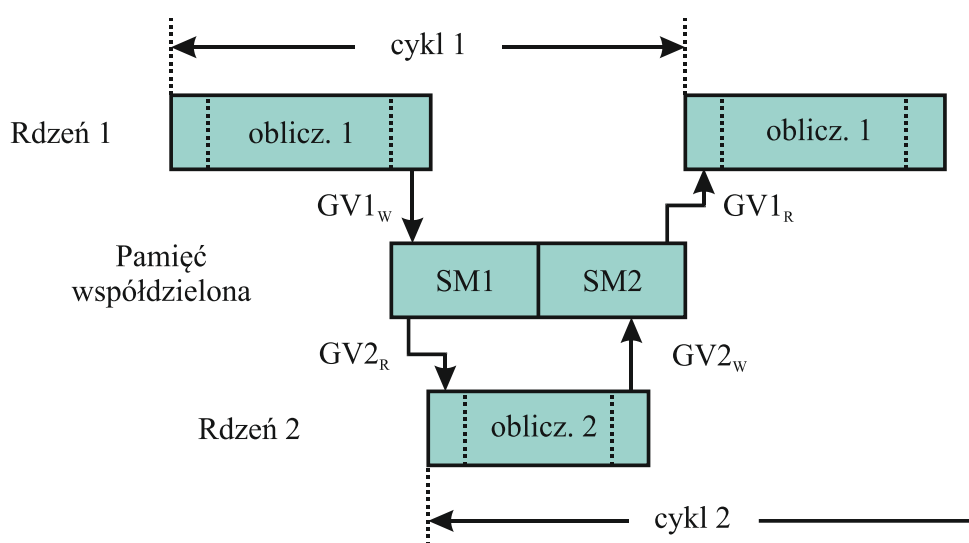 cykl 1
Rdzeń 1
oblicz. 1
oblicz. 1
GV1W
GV1R
Pamięć
współdzielona
SM1
SM2
GV2R
GV2W
Rdzeń 2
oblicz. 2
cykl 2